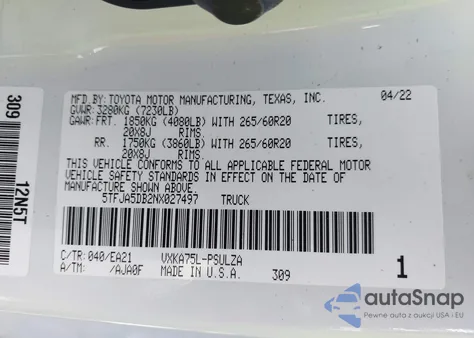 MFD.BY: TOYOTA MOTOR MANUFACTURING, TEXAS, INC. 04/22
GVWR: 3280KG (7230LB)
GAWR: FRT. 1850KG (4080LB) WITH 265/60R20 TIRES,
20X8J RIMS.
RR. 1750KG (3860LB) WITH 265/60R20 TIRES,
20X8J RIMS.
THIS VEHICLE CONFORMS TO ALL APPLICABLE FEDERAL MOTOR
VEHICLE SAFETY STANDARDS IN EFFECT ON THE DATE OF
MANUFACTURE SHOWN ABOVE.
5TFJA5DB2NX027497 TRUCK
C/TR: 040/EA21 VXKA75L-PSULZA
A/TM: /AJA0F MADE IN U.S.A. 309
1
309
12N5T
autoSnap
Pewne auta z aukcji USA i EU